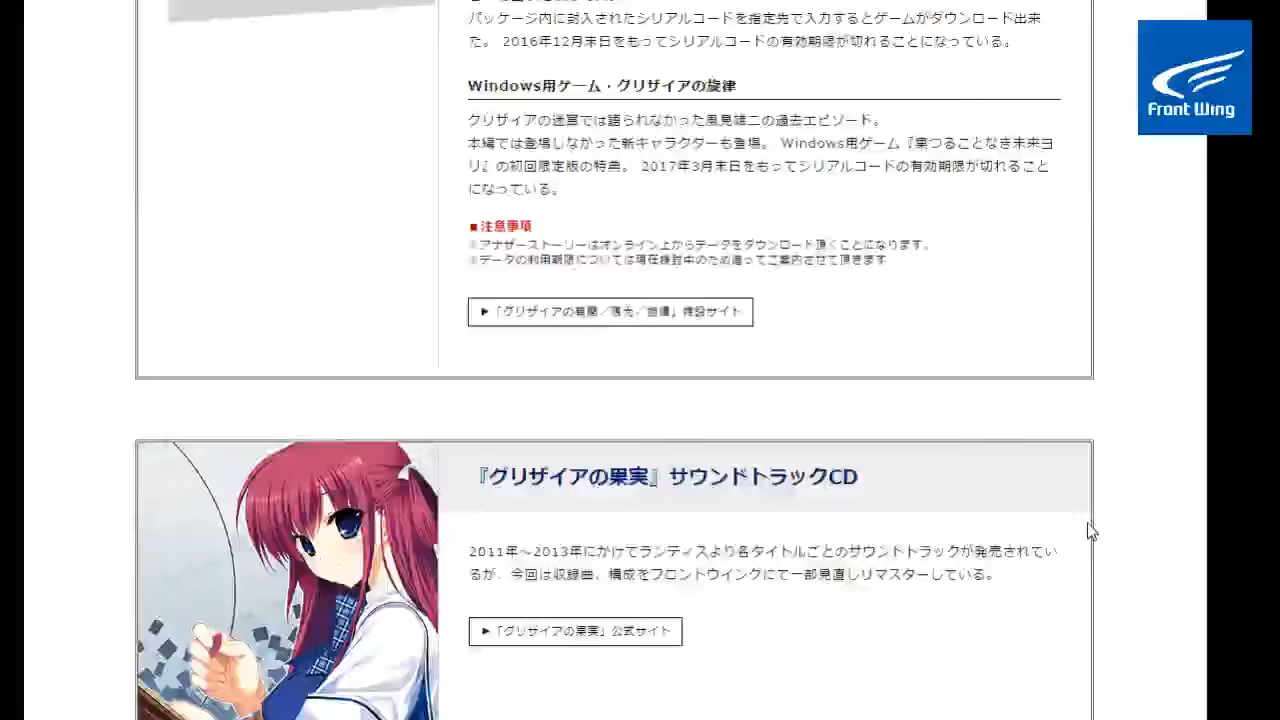 パッケージ内に封入されたシリアルコードを指定先で入力するとゲームがダウンロード出来
た。 2016年12月末日をもってシリアルコードの有効期限が切れることになっている。
Windows用ゲーム・グリザイアの旋律
グリザイアの迷宮では語られなかった風見雄二の過去エピソード。
本編では登場しなかった新キャラクターも登場。 Windows用ゲーム『果つることなき未来ヨ
リ』の初回限定版の特典。 2017年3月末日をもってシリアルコードの有効期限が切れること
になっている。
■注意事項
※アナザーストーリーはオンライン上からデータをダウンロード頂くことになります。
※データの利用期限については現在検討中のため追ってご案内させて頂きます
▶「グリザイアの有閑／残光／旋律」特設サイト
『グリザイアの果実』サウンドトラックCD
2011年～2013年にかけてランティスより各タイトルごとのサウンドトラックが発売されてい
るが、今回は収録曲、構成をフロントウイングにて一部見直しリマスターしている。
▶「グリザイアの果実」公式サイト
Front Wing